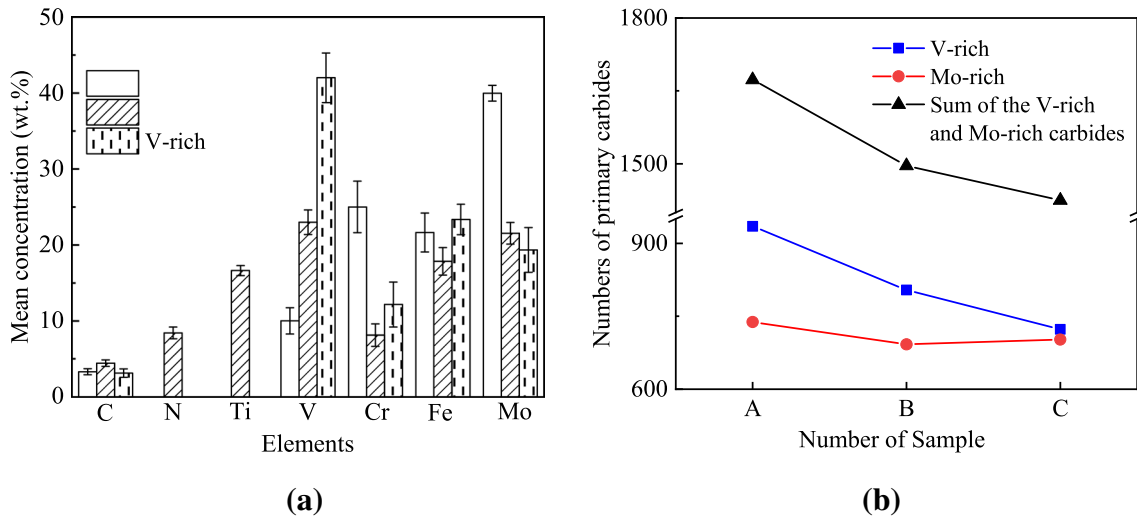 50
40
30
20
10
0
Mean concentration (wt.%)
V-rich
C N Ti V Cr Fe Mo
Elements
(a)
1800
1500
900
600
Numbers of primary carbides
V-rich
Mo-rich
Sum of the V-rich
and Mo-rich carbides
A B C
Number of Sample
(b)